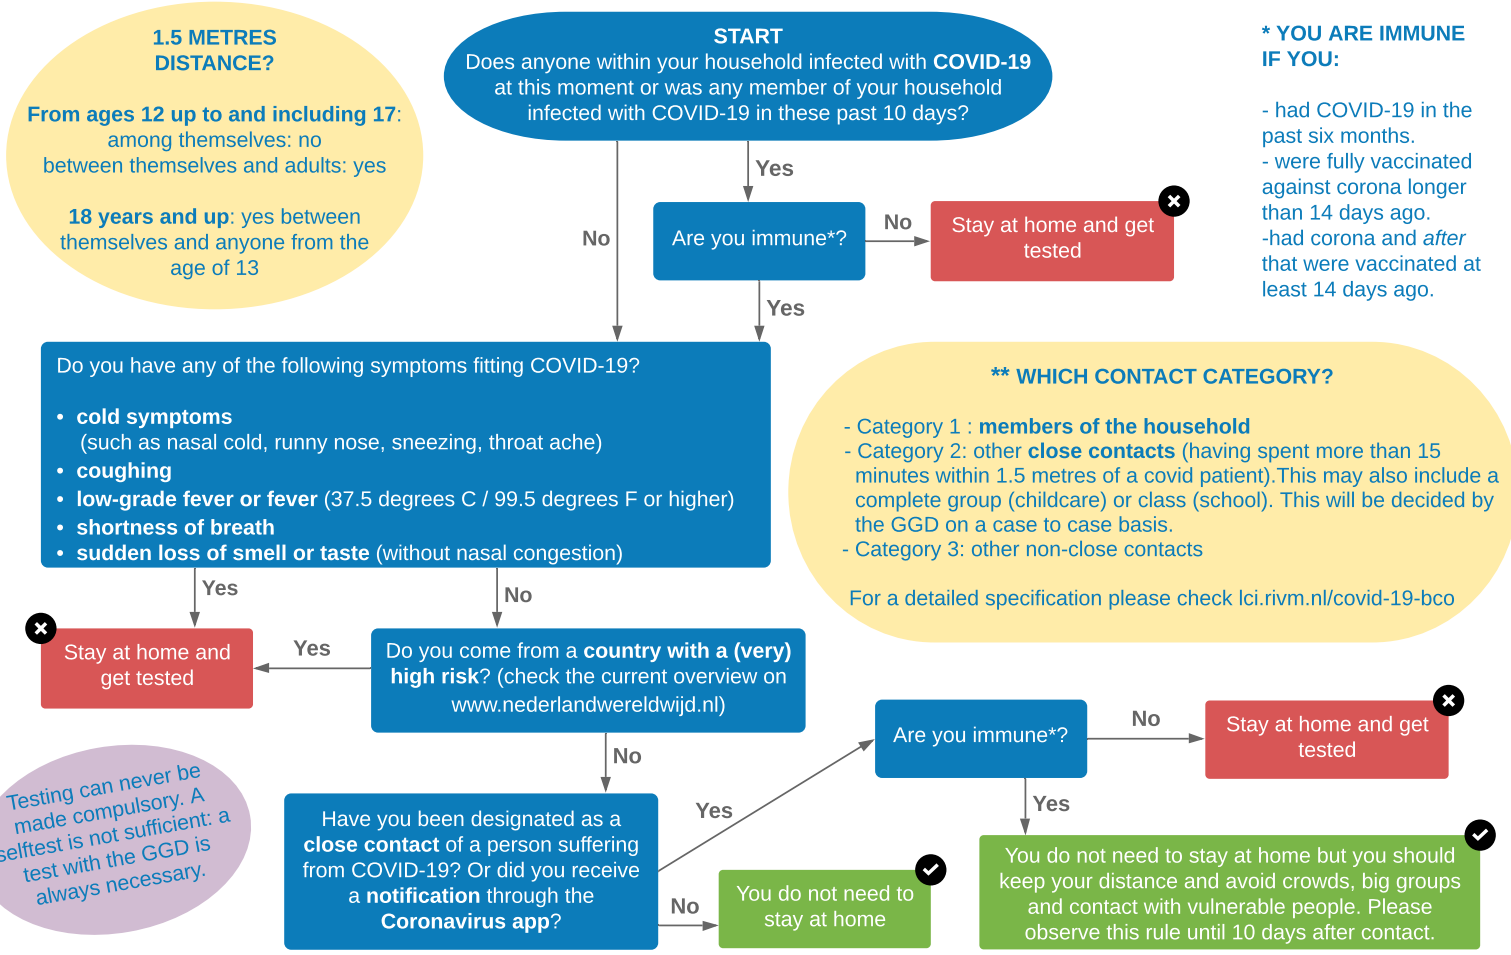 1.5 METRES
DISTANCE?
From ages 12 up to and including 17:
among themselves: no
between themselves and adults: yes
18 years and up: yes between
themselves and anyone from the
age of 13
START
Does anyone within your household infected with COVID-19
at this moment or was any member of your household
infected with COVID-19 in these past 10 days?
* YOU ARE IMMUNE
IF YOU:
- had COVID-19 in the
past six months.
- were fully vaccinated
against corona longer
than 14 days ago.
-had corona and after
that were vaccinated at
least 14 days ago.
Yes
No
Are you immune*?
No
Stay at home and get
tested
Yes
Do you have any of the following symptoms fitting COVID-19?
• cold symptoms
(such as nasal cold, runny nose, sneezing, throat ache)
• coughing
• low-grade fever or fever (37.5 degrees C / 99.5 degrees F or higher)
• shortness of breath
• sudden loss of smell or taste (without nasal congestion)
** WHICH CONTACT CATEGORY?
- Category 1 : members of the household
- Category 2: other close contacts (having spent more than 15
minutes within 1.5 metres of a covid patient).This may also include a
complete group (childcare) or class (school). This will be decided by
the GGD on a case to case basis.
- Category 3: other non-close contacts
For a detailed specification please check lci.rivm.nl/covid-19-bco
Yes
No
Stay at home and
get tested
Yes
Do you come from a country with a (very)
high risk? (check the current overview on
www.nederlandwereldwijd.nl)
No
Testing can never be
made compulsory. A
selftest is not sufficient: a
test with the GGD is
always necessary.
Have you been designated as a
close contact of a person suffering
from COVID-19? Or did you receive
a notification through the
Coronavirus app?
Yes
Are you immune*?
No
Stay at home and get
tested
Yes
No
You do not need to
stay at home
You do not need to stay at home but you should
keep your distance and avoid crowds, big groups
and contact with vulnerable people. Please
observe this rule until 10 days after contact.